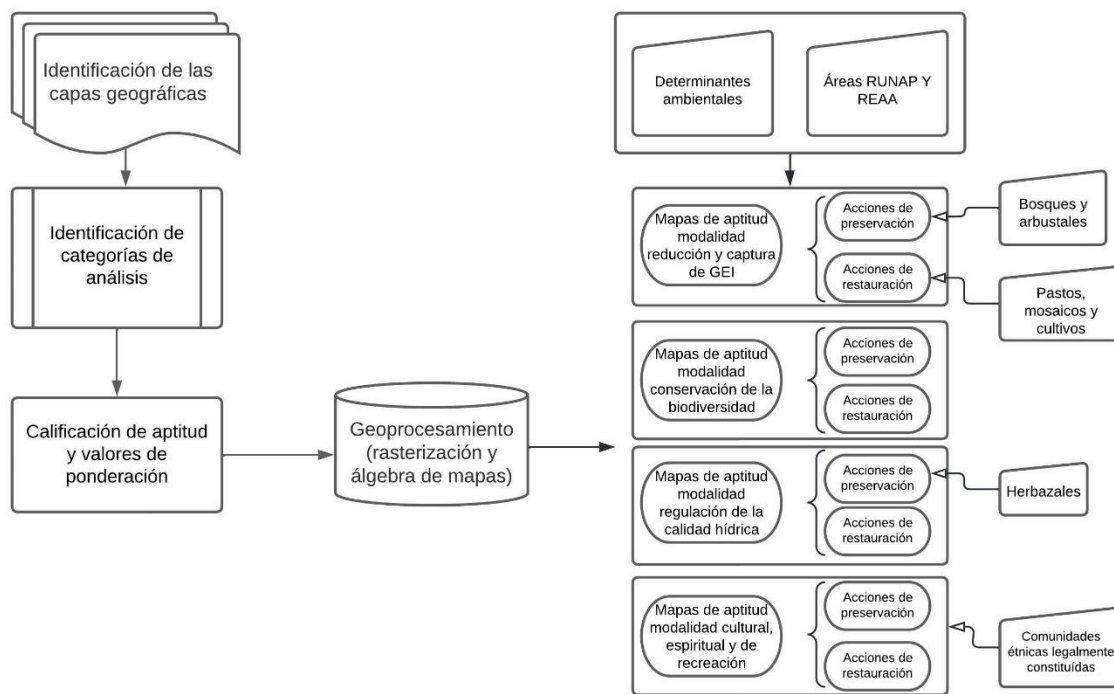 Identificación de las
capas geográficas
Identificación de
categorías de
análisis
Calificación de aptitud
y valores de
ponderación
Geoprocesamiento
(rasterización y
álgebra de mapas)
Determinantes
ambientales
Áreas RUNAP Y
REAA
Mapas de aptitud
modalidad
reducción y captura
de GEI
Acciones de
preservación
Acciones de
restauración
Bosques y
arbustales
Pastos,
mosaicos y
cultivos
Mapas de aptitud
modalidad
conservación de la
biodiversidad
Acciones de
preservación
Acciones de
restauración
Mapas de aptitud
modalidad
regulación de la
calidad hídrica
Acciones de
preservación
Acciones de
restauración
Herbazales
Mapas de aptitud
modalidad cultural,
espiritual y de
recreación
Acciones de
preservación
Acciones de
restauración
Comunidades
étnicas legalmente
constituídas